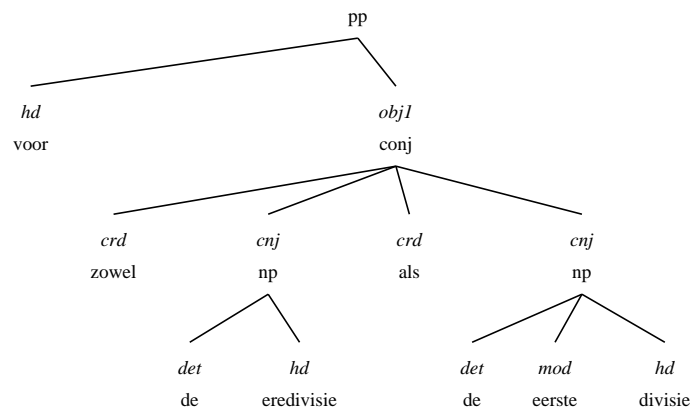 pp
hd obj1
voor conj
crd cnj crd cnj
zowel np als np
det hd det mod hd
de eredivisie de eerste divisie